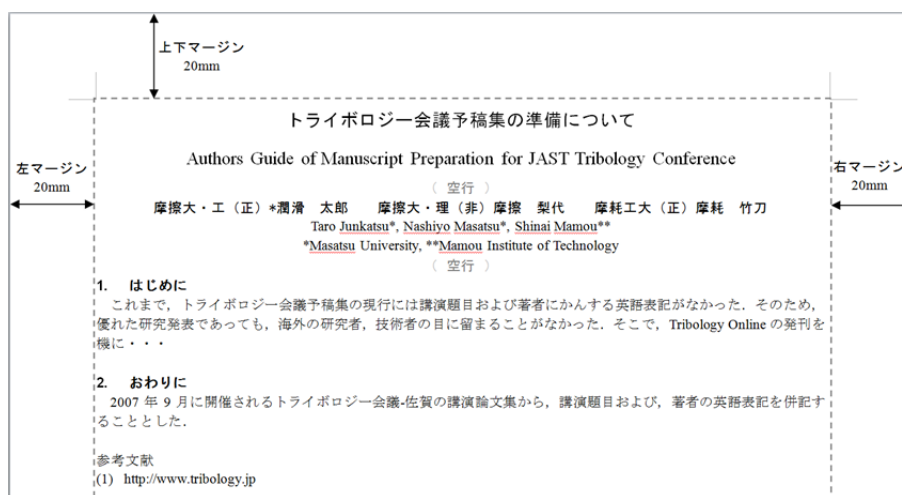 上下マージン
20mm
トライボロジー会議予稿集の準備について
Authors Guide of Manuscript Preparation for JAST Tribology Conference
左マージン
20mm
右マージン
20mm
（ 空行 ）
摩擦大・工（正）*潤滑　太郎　　摩擦大・理（非）摩擦　梨代　　摩耗工大（正）摩耗　竹刀
Taro Junkatsu*, Nashiyo Masatsu*, Shinai Mamou**
*Masatsu University, **Mamou Institute of Technology
（ 空行 ）
1.　はじめに
これまで，トライボロジー会議予稿集の現行には講演題目および著者にかんする英語表記がなかった．そのため，
優れた研究発表であっても，海外の研究者，技術者の目に留まることがなかった．そこで，Tribology Online の発刊を
機に・・・
2.　おわりに
2007 年 9 月に開催されるトライボロジー会議-佐賀の講演論文集から，講演題目および，著者の英語表記を併記す
ることとした．
参考文献
(1) http://www.tribology.jp